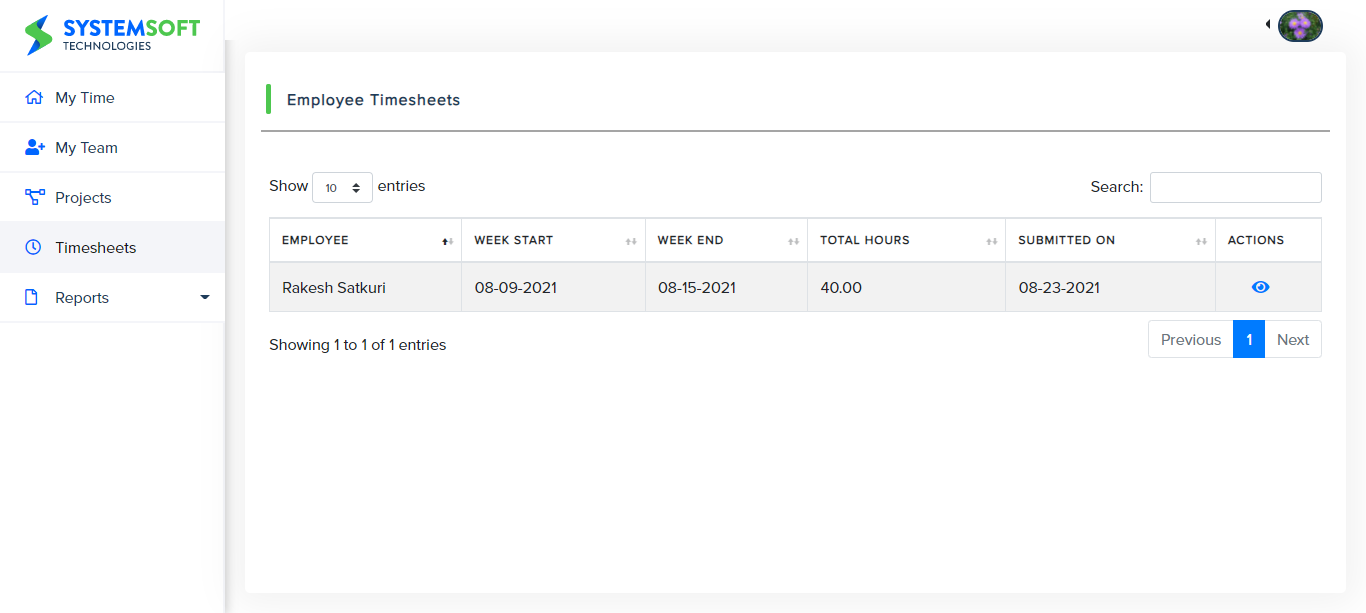 SYSTEMSOFT
TECHNOLOGIES
My Time
My Team
Projects
Timesheets
Reports
Employee Timesheets
Show 10 entries
Search:
EMPLOYEE WEEK START WEEK END TOTAL HOURS SUBMITTED ON ACTIONS
Rakesh Satkuri 08-09-2021 08-15-2021 40.00 08-23-2021
Showing 1 to 1 of 1 entries
Previous 1 Next